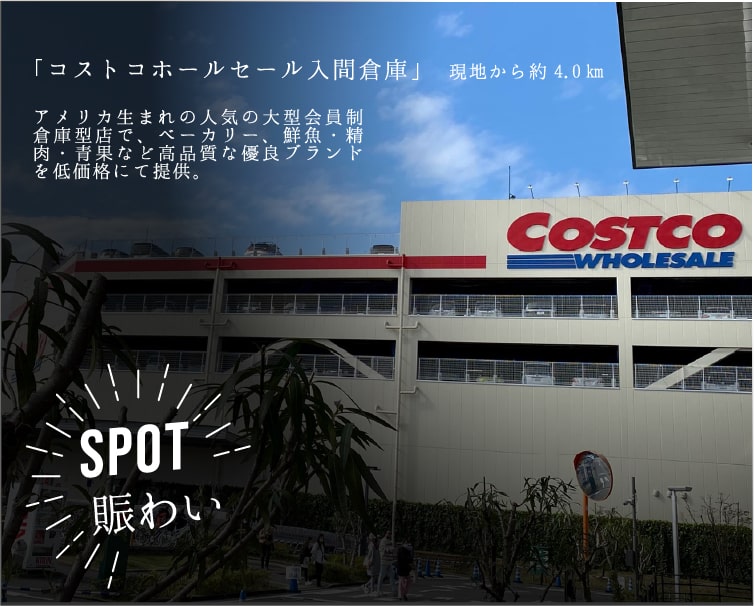 「コストコホールセール入間倉庫」 現地から約4.0㎞
アメリカ生まれの人気の大型会員制
倉庫型店で、ベーカリー、鮮魚・精
肉・青果など高品質な優良ブランド
を低価格にて提供。
COSTCO
WHOLESALE
SPOT
賑わい